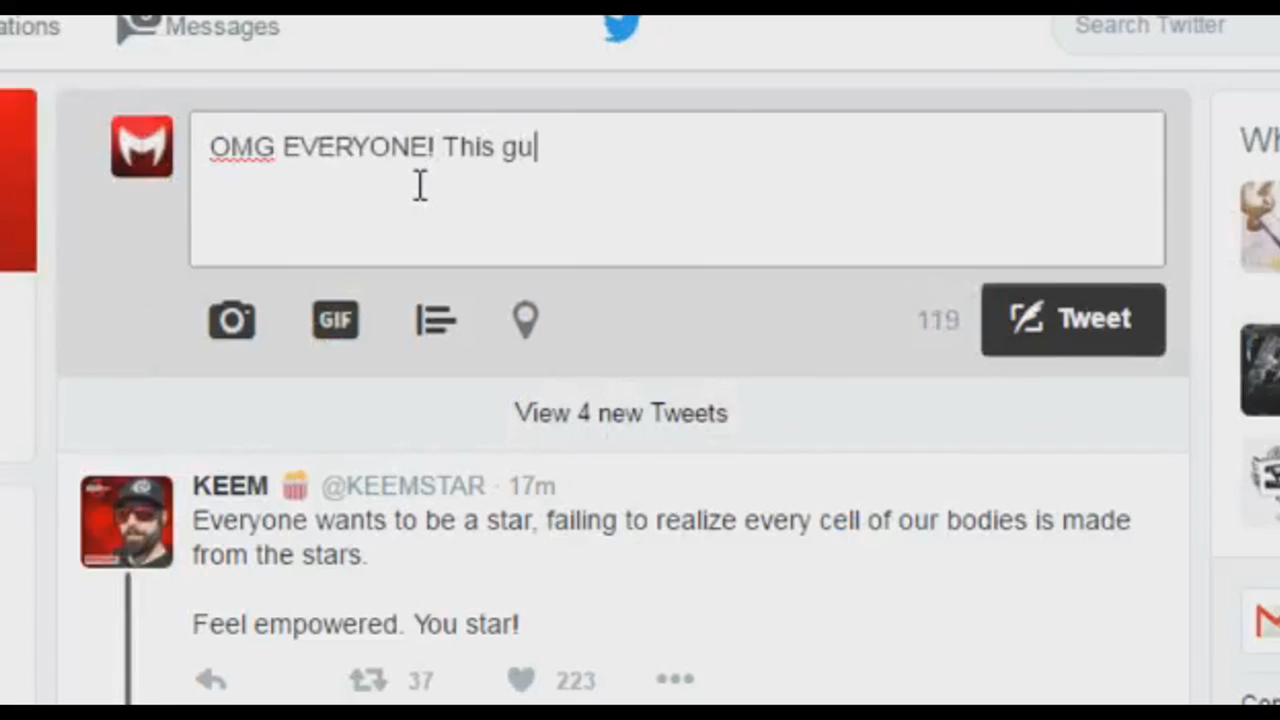 ations
Messages
Search Twitter
OMG EVERYONE! This gu
GIF
119
Tweet
View 4 new Tweets
KEEM @KEEMSTAR · 17m
Everyone wants to be a star, failing to realize every cell of our bodies is made
from the stars.
Feel empowered. You star!
37
223
Wh